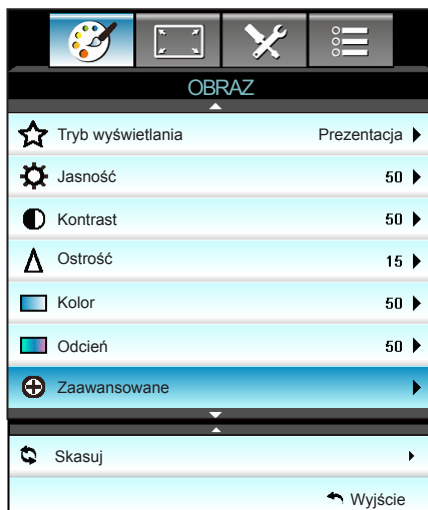 OBRAZ
Tryb wyświetlania Prezentacja
Jasność 50
Kontrast 50
Ostrość 15
Kolor 50
Odcień 50
Zaawansowane
Skasuj
Wyjście